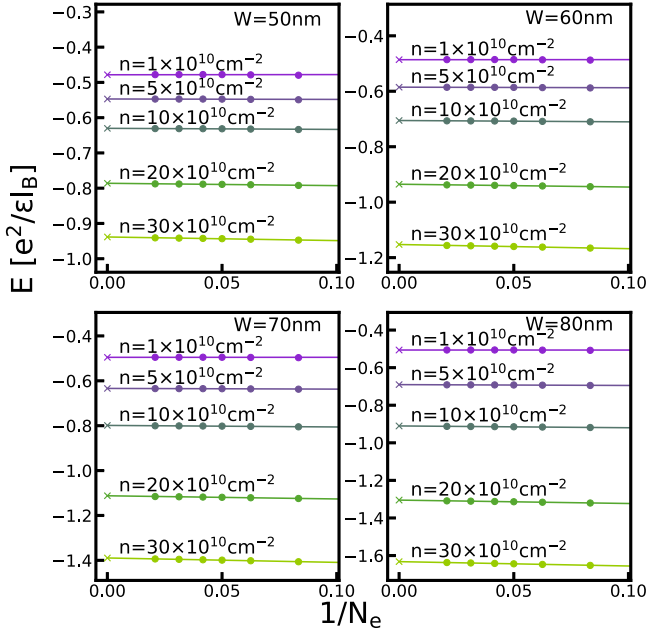 W=50nm
n=1×10¹⁰cm⁻²
n=5×10¹⁰cm⁻²
n=10×10¹⁰cm⁻²
n=20×10¹⁰cm⁻²
n=30×10¹⁰cm⁻²
−0.3
−0.4
−0.5
−0.6
−0.7
−0.8
−0.9
−1.0
0.00
0.05
0.10
W=60nm
n=1×10¹⁰cm⁻²
n=5×10¹⁰cm⁻²
n=10×10¹⁰cm⁻²
n=20×10¹⁰cm⁻²
n=30×10¹⁰cm⁻²
−0.4
−0.6
−0.8
−1.0
−1.2
0.00
0.05
0.10
E [e²/εl_B]
W=70nm
n=1×10¹⁰cm⁻²
n=5×10¹⁰cm⁻²
n=10×10¹⁰cm⁻²
n=20×10¹⁰cm⁻²
n=30×10¹⁰cm⁻²
−0.4
−0.6
−0.8
−1.0
−1.2
−1.4
0.00
0.05
0.10
W=80nm
n=1×10¹⁰cm⁻²
n=5×10¹⁰cm⁻²
n=10×10¹⁰cm⁻²
n=20×10¹⁰cm⁻²
n=30×10¹⁰cm⁻²
−0.4
−0.6
−0.8
−1.0
−1.2
−1.4
−1.6
0.00
0.05
0.10
1/Nₑ